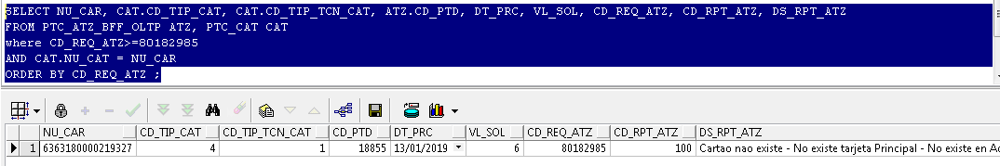 SELECT NU_CAR, CAT.CD_TIP_CAT, CAT.CD_TIP_TCN_CAT, ATZ.CD_PTD, DT_PRC, VL_SOL, CD_REQ_ATZ, CD_RPT_ATZ, DS_RPT_ATZ
FROM PTC_ATZ_BFF_OLTP ATZ, PTC_CAT CAT
where CD_REQ_ATZ>=80182985
AND CAT.NU_CAT = NU_CAR
ORDER BY CD_REQ_ATZ ;
NU_CAR CD_TIP_CAT CD_TIP_TCN_CAT CD_PTD DT_PRC VL_SOL CD_REQ_ATZ CD_RPT_ATZ DS_RPT_ATZ
1 6363180000219327 4 1 18855 13/01/2019 6 80182985 100 Cartao nao existe - No existe tarjeta Principal - No existe en Ac